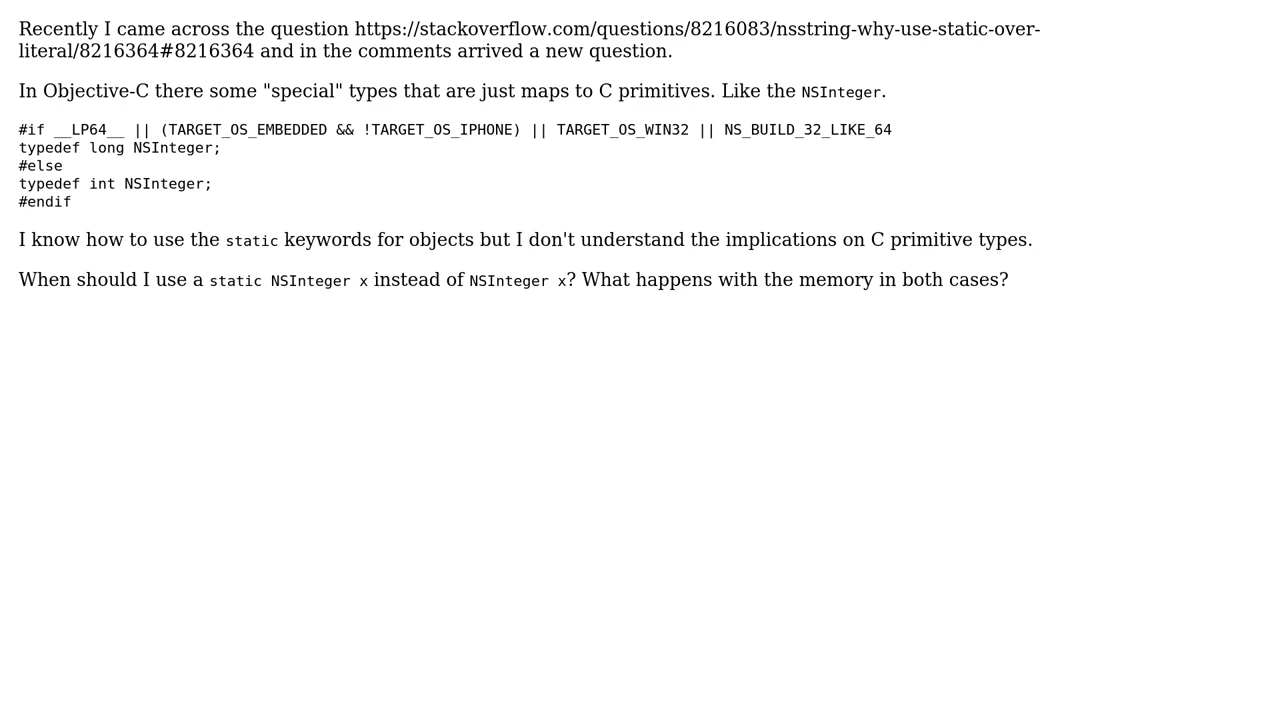 Recently I came across the question https://stackoverflow.com/questions/8216083/nsstring-why-use-static-over-
literal/8216364#8216364 and in the comments arrived a new question.
In Objective-C there some "special" types that are just maps to C primitives. Like the NSInteger.
#if __LP64__ || (TARGET_OS_EMBEDDED && !TARGET_OS_IPHONE) || TARGET_OS_WIN32 || NS_BUILD_32_LIKE_64
typedef long NSInteger;
#else
typedef int NSInteger;
#endif
I know how to use the static keywords for objects but I don't understand the implications on C primitive types.
When should I use a static NSInteger x instead of NSInteger x? What happens with the memory in both cases?